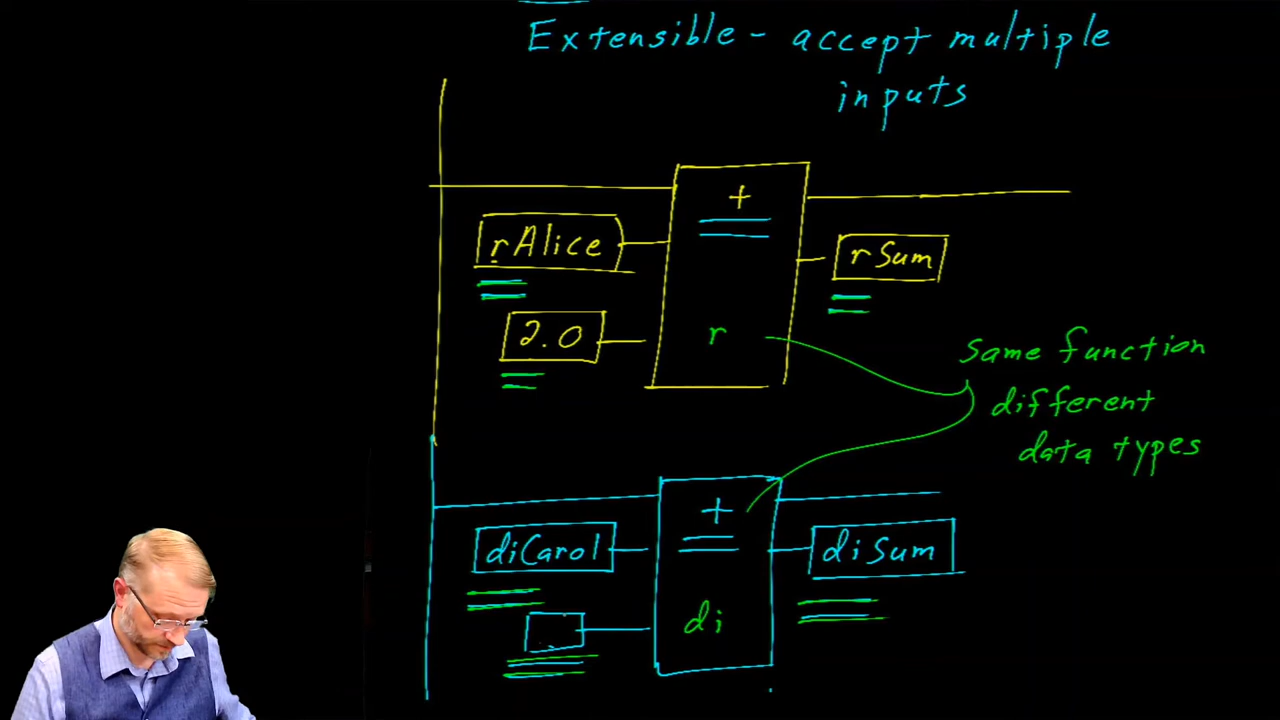 Extensible - accept multiple
inputs
+
rAlice
rSum
2.0
r
same function
different
data types
+
diCarol
diSum
di